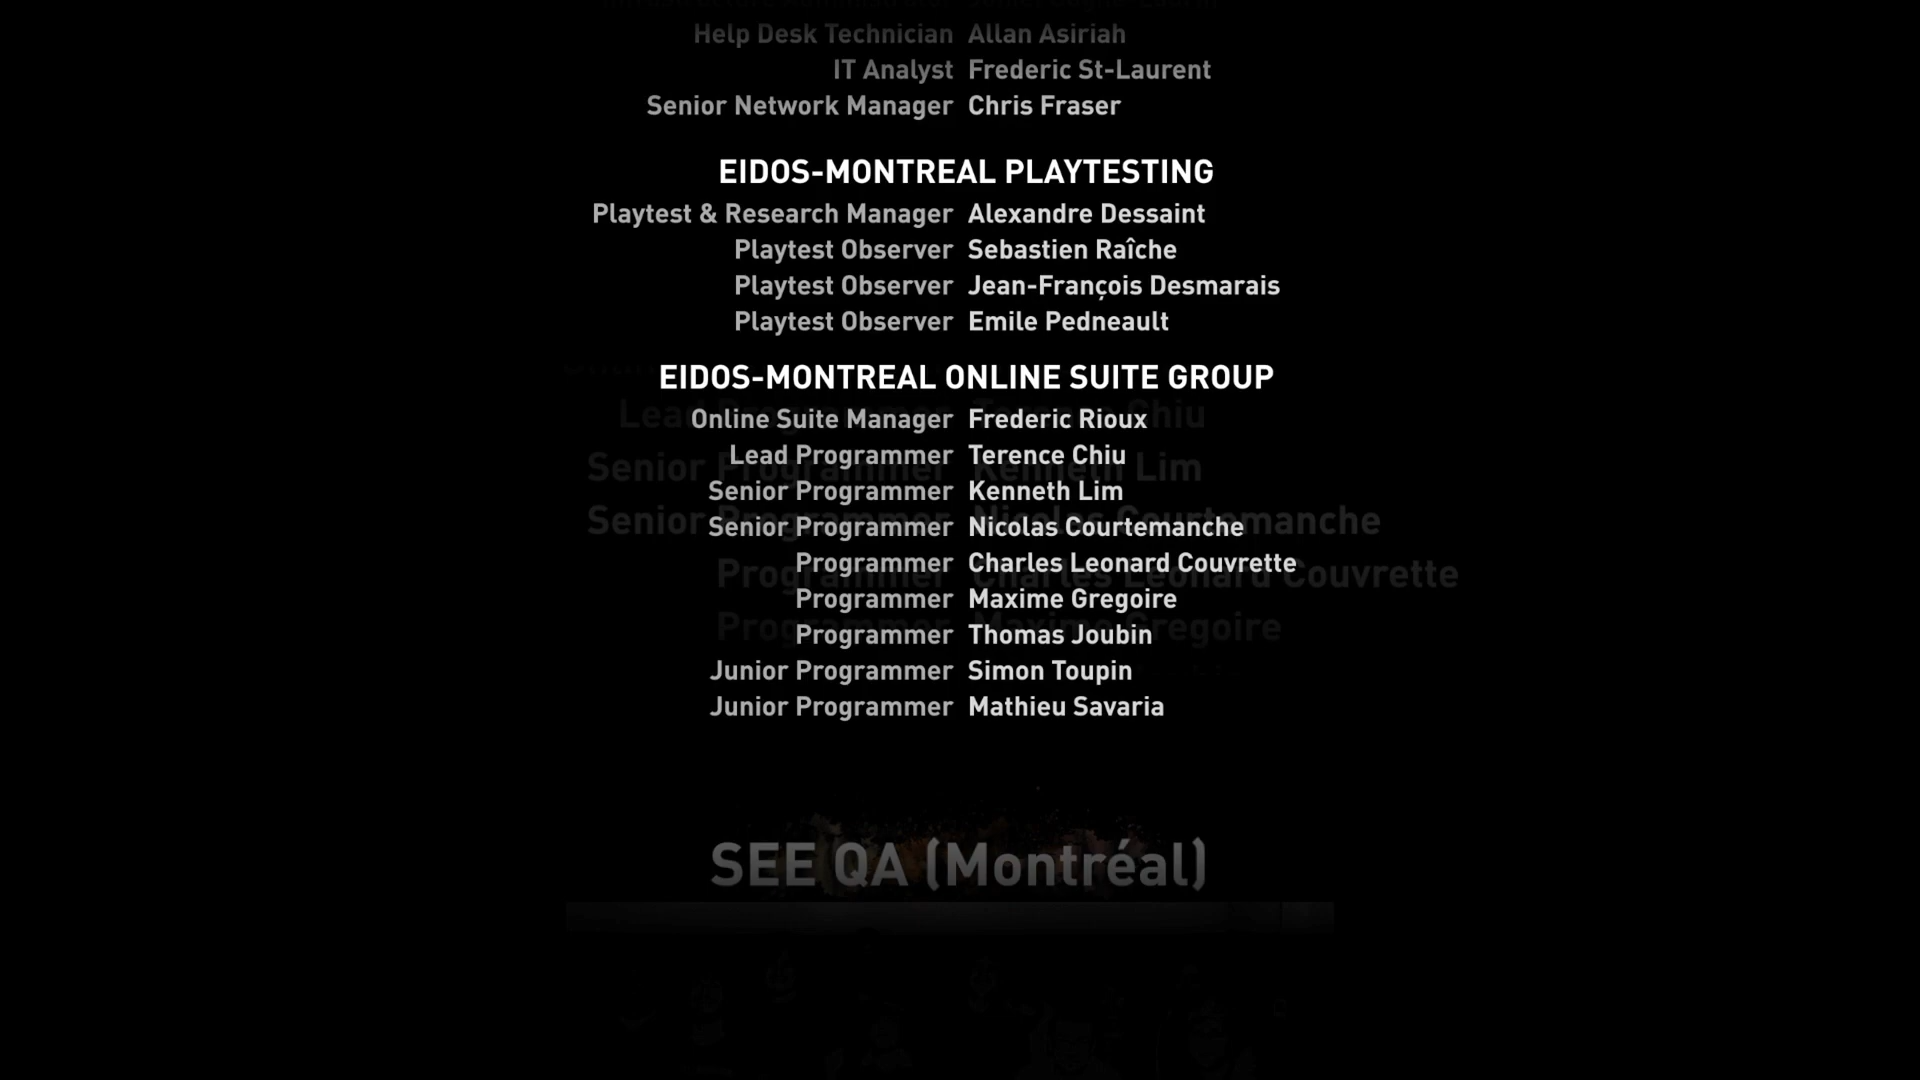 Help Desk Technician Allan Asiriah
IT Analyst Frederic St-Laurent
Senior Network Manager Chris Fraser
EIDOS-MONTREAL PLAYTESTING
Playtest & Research Manager Alexandre Dessaint
Playtest Observer Sebastien Raîche
Playtest Observer Jean-François Desmarais
Playtest Observer Emile Pedneault
EIDOS-MONTREAL ONLINE SUITE GROUP
Online Suite Manager Frederic Rioux
Lead Programmer Terence Chiu
Senior Programmer Kenneth Lim
Senior Programmer Nicolas Courtemanche
Programmer Charles Leonard Couvrette
Programmer Maxime Gregoire
Programmer Thomas Joubin
Junior Programmer Simon Toupin
Junior Programmer Mathieu Savaria
SEE QA (Montréal)